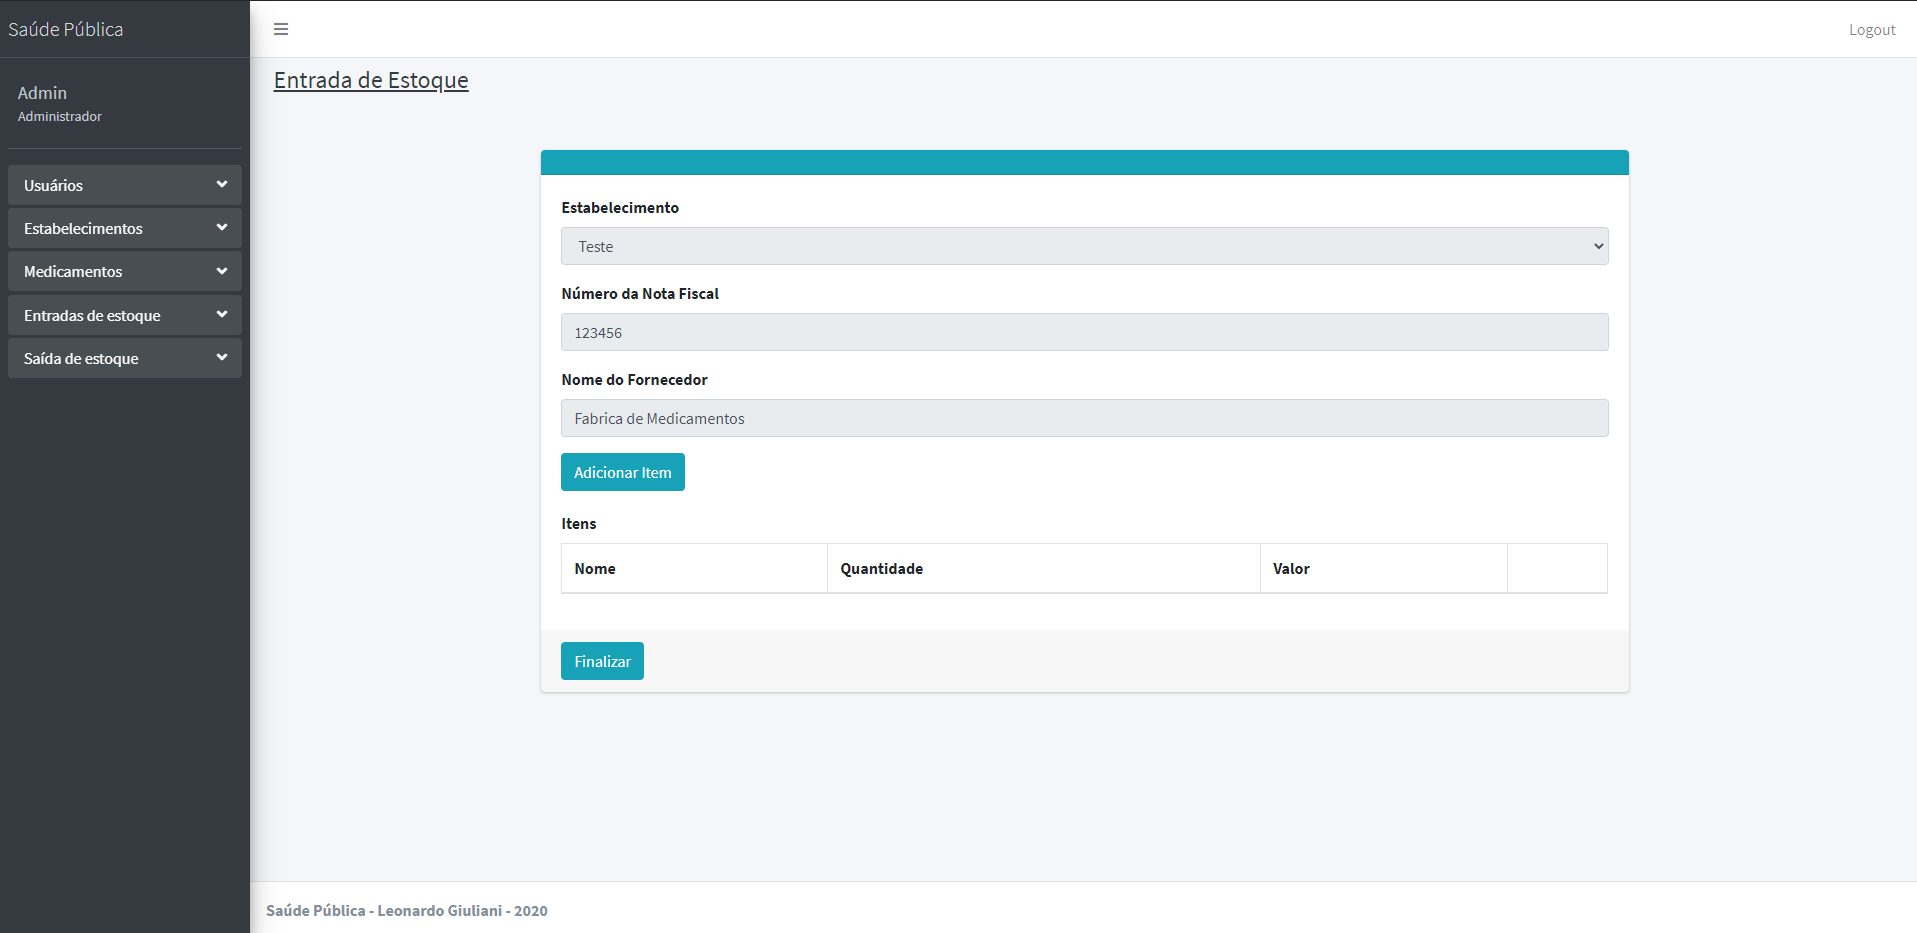 Saúde Pública
Logout
Admin
Administrador
Usuários
Estabelecimentos
Medicamentos
Entradas de estoque
Saída de estoque
Entrada de Estoque
Estabelecimento
Teste
Número da Nota Fiscal
123456
Nome do Fornecedor
Fabrica de Medicamentos
Adicionar Item
Itens
Nome Quantidade Valor
Finalizar
Saúde Pública - Leonardo Giuliani - 2020